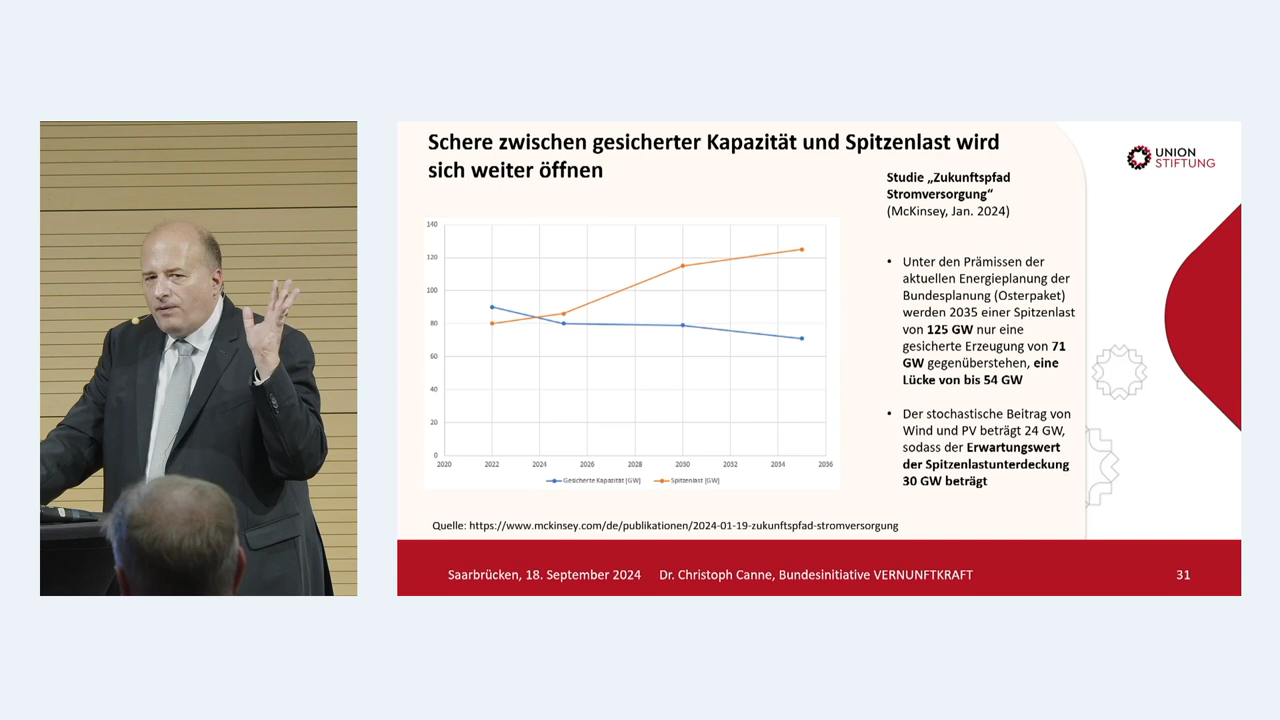 Schere zwischen gesicherter Kapazität und Spitzenlast wird
sich weiter öffnen
UNION
STIFTUNG
Studie „Zukunftspfad
Stromversorgung“
(McKinsey, Jan. 2024)
• Unter den Prämissen der
aktuellen Energieplanung der
Bundesplanung (Osterpaket)
werden 2035 einer Spitzenlast
von 125 GW nur eine
gesicherte Erzeugung von 71
GW gegenüberstehen, eine
Lücke von bis 54 GW
• Der stochastische Beitrag von
Wind und PV beträgt 24 GW,
sodass der Erwartungswert
der Spitzenlastunterdeckung
30 GW beträgt
140
120
100
80
60
40
20
0
2020 2022 2024 2026 2028 2030 2032 2034 2036
Gesicherte Kapazität [GW] Spitzenlast [GW]
Quelle: https://www.mckinsey.com/de/publikationen/2024-01-19-zukunftspfad-stromversorgung
Saarbrücken, 18. September 2024 Dr. Christoph Canne, Bundesinitiative VERNUNFTKRAFT 31